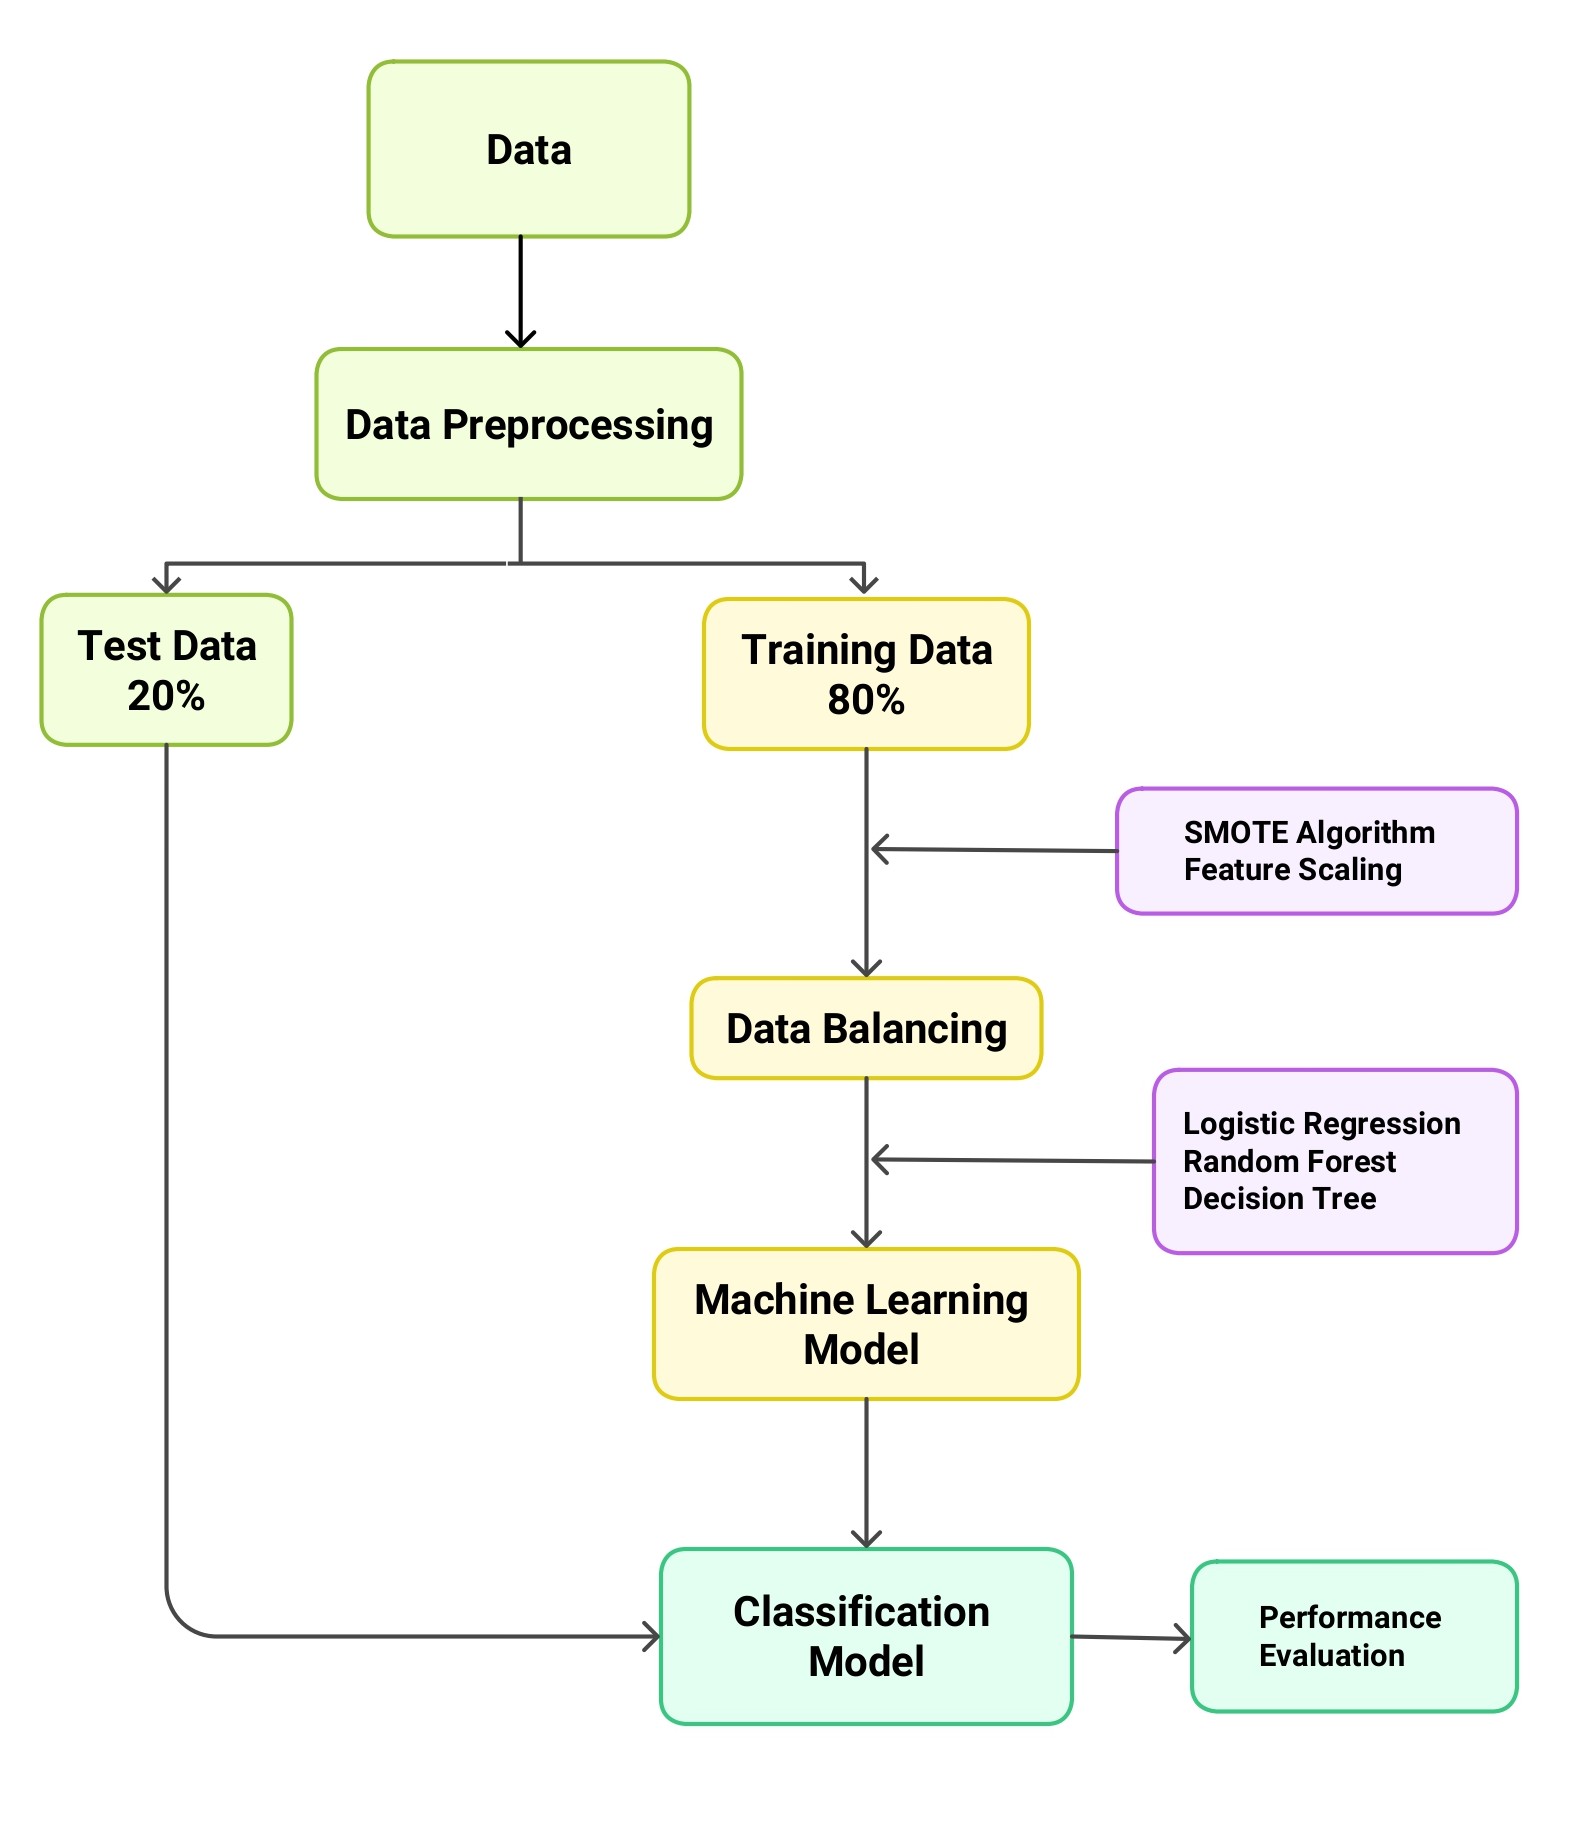 Data
Data Preprocessing
Test Data
20%
Training Data
80%
SMOTE Algorithm
Feature Scaling
Data Balancing
Logistic Regression
Random Forest
Decision Tree
Machine Learning
Model
Classification
Model
Performance
Evaluation